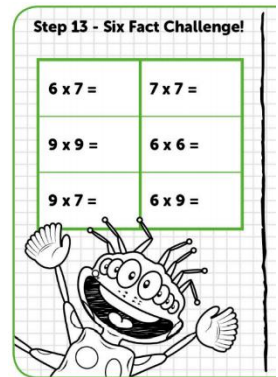 Step 13 - Six Fact Challenge!
6 x 7 = 7 x 7 =
9 x 9 = 6 x 6 =
9 x 7 = 6 x 9 =